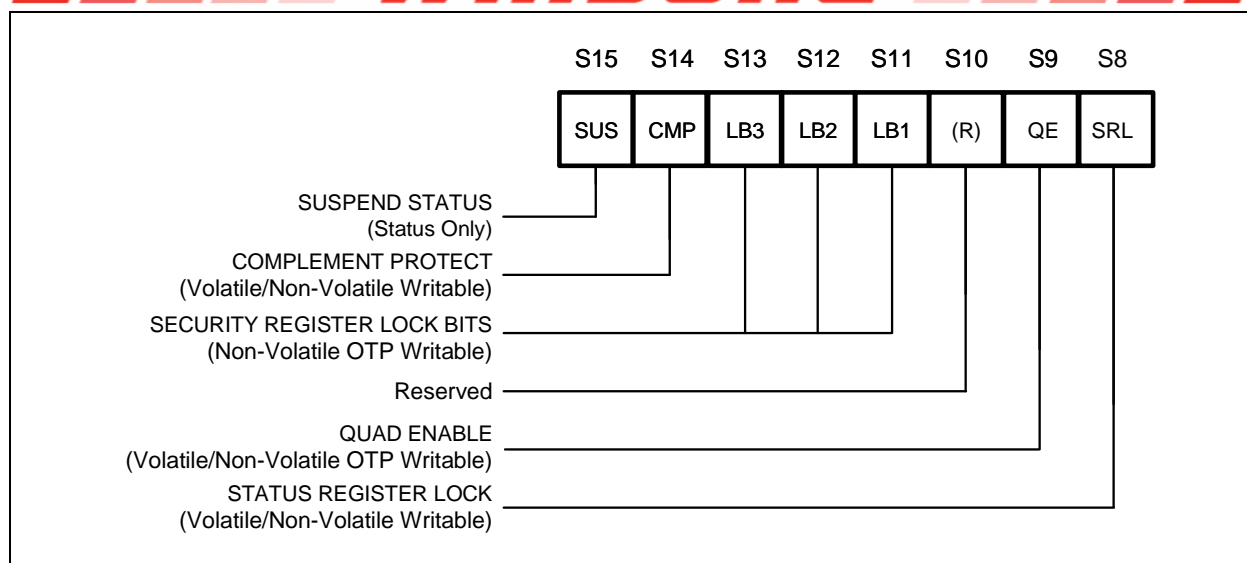 S15 S14 S13 S12 S11 S10 S9 S8
SUS CMP LB3 LB2 LB1 (R) QE SRL
SUSPEND STATUS
(Status Only)
COMPLEMENT PROTECT
(Volatile/Non-Volatile Writable)
SECURITY REGISTER LOCK BITS
(Non-Volatile OTP Writable)
Reserved
QUAD ENABLE
(Volatile/Non-Volatile OTP Writable)
STATUS REGISTER LOCK
(Volatile/Non-Volatile Writable)